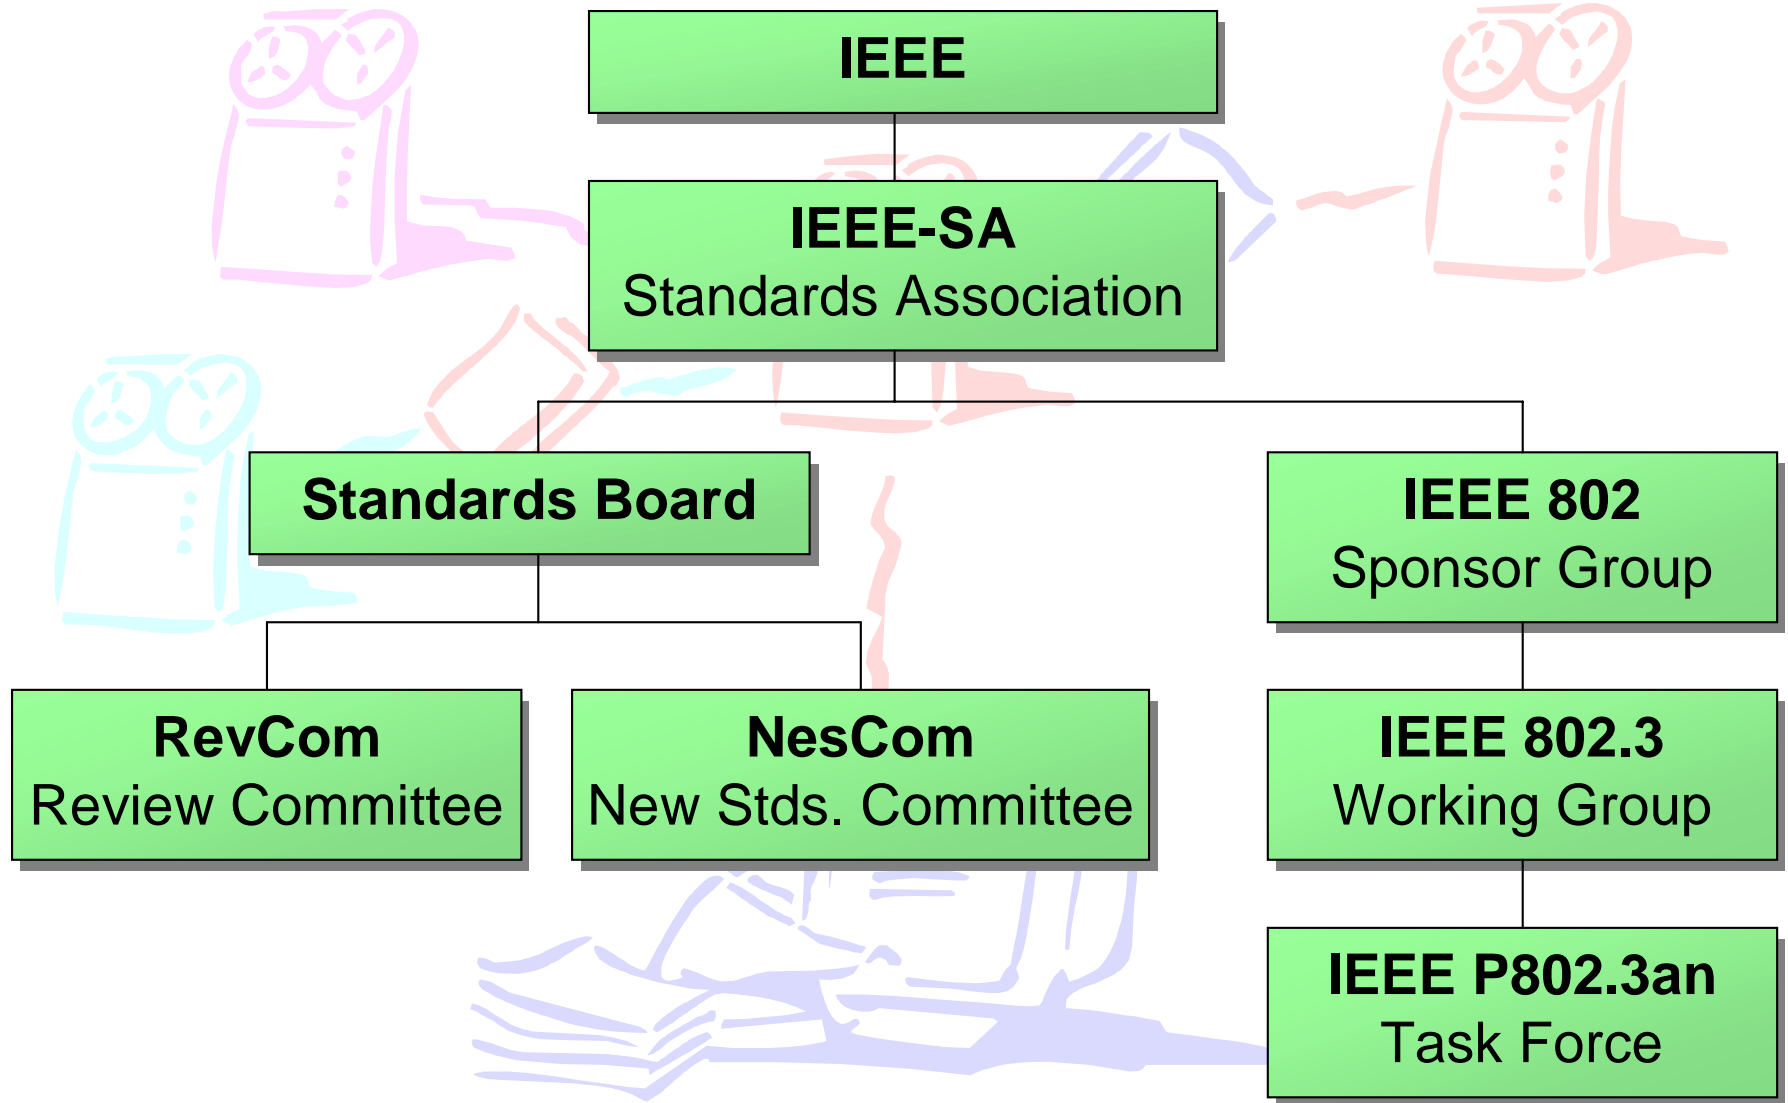 IEEE
IEEE-SA
Standards Association
Standards Board
IEEE 802
Sponsor Group
RevCom
Review Committee
NesCom
New Stds. Committee
IEEE 802.3
Working Group
IEEE P802.3an
Task Force